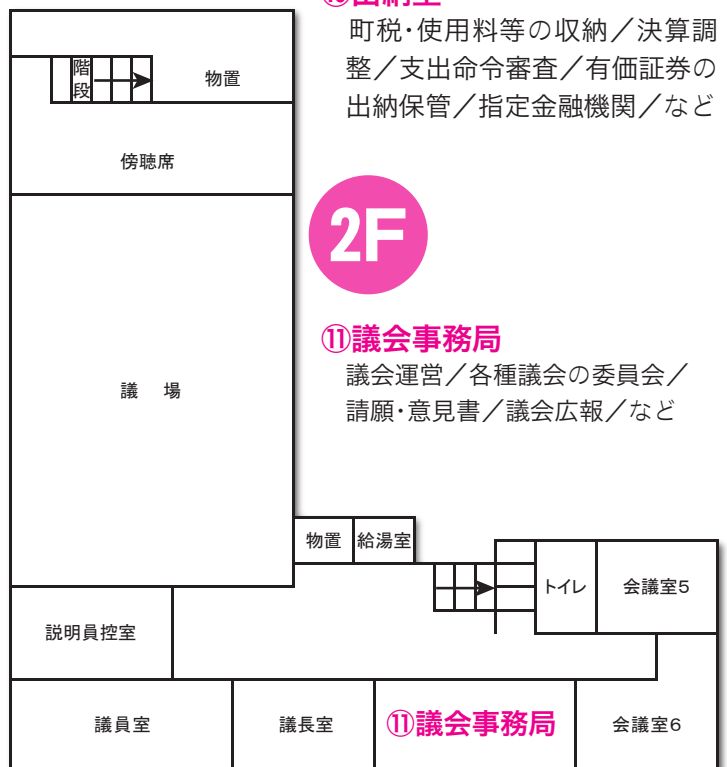 ⑩出納室
町税・使用料等の収納／決算調
整／支出命令審査／有価証券の
出納保管／指定金融機関／など
階段
物置
傍聴席
2F
⑪議会事務局
議会運営／各種議会の委員会／
請願・意見書／議会広報／など
議　場
物置
給湯室
トイレ
会議室5
説明員控室
議員室
議長室
⑪議会事務局
会議室6